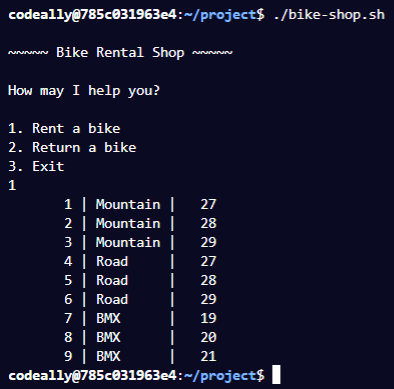 codeally@785c031963e4:~/project$ ./bike-shop.sh
~~~~~ Bike Rental Shop ~~~~~
How may I help you?
1. Rent a bike
2. Return a bike
3. Exit
1
1 | Mountain | 27
2 | Mountain | 28
3 | Mountain | 29
4 | Road | 27
5 | Road | 28
6 | Road | 29
7 | BMX | 19
8 | BMX | 20
9 | BMX | 21
codeally@785c031963e4:~/project$